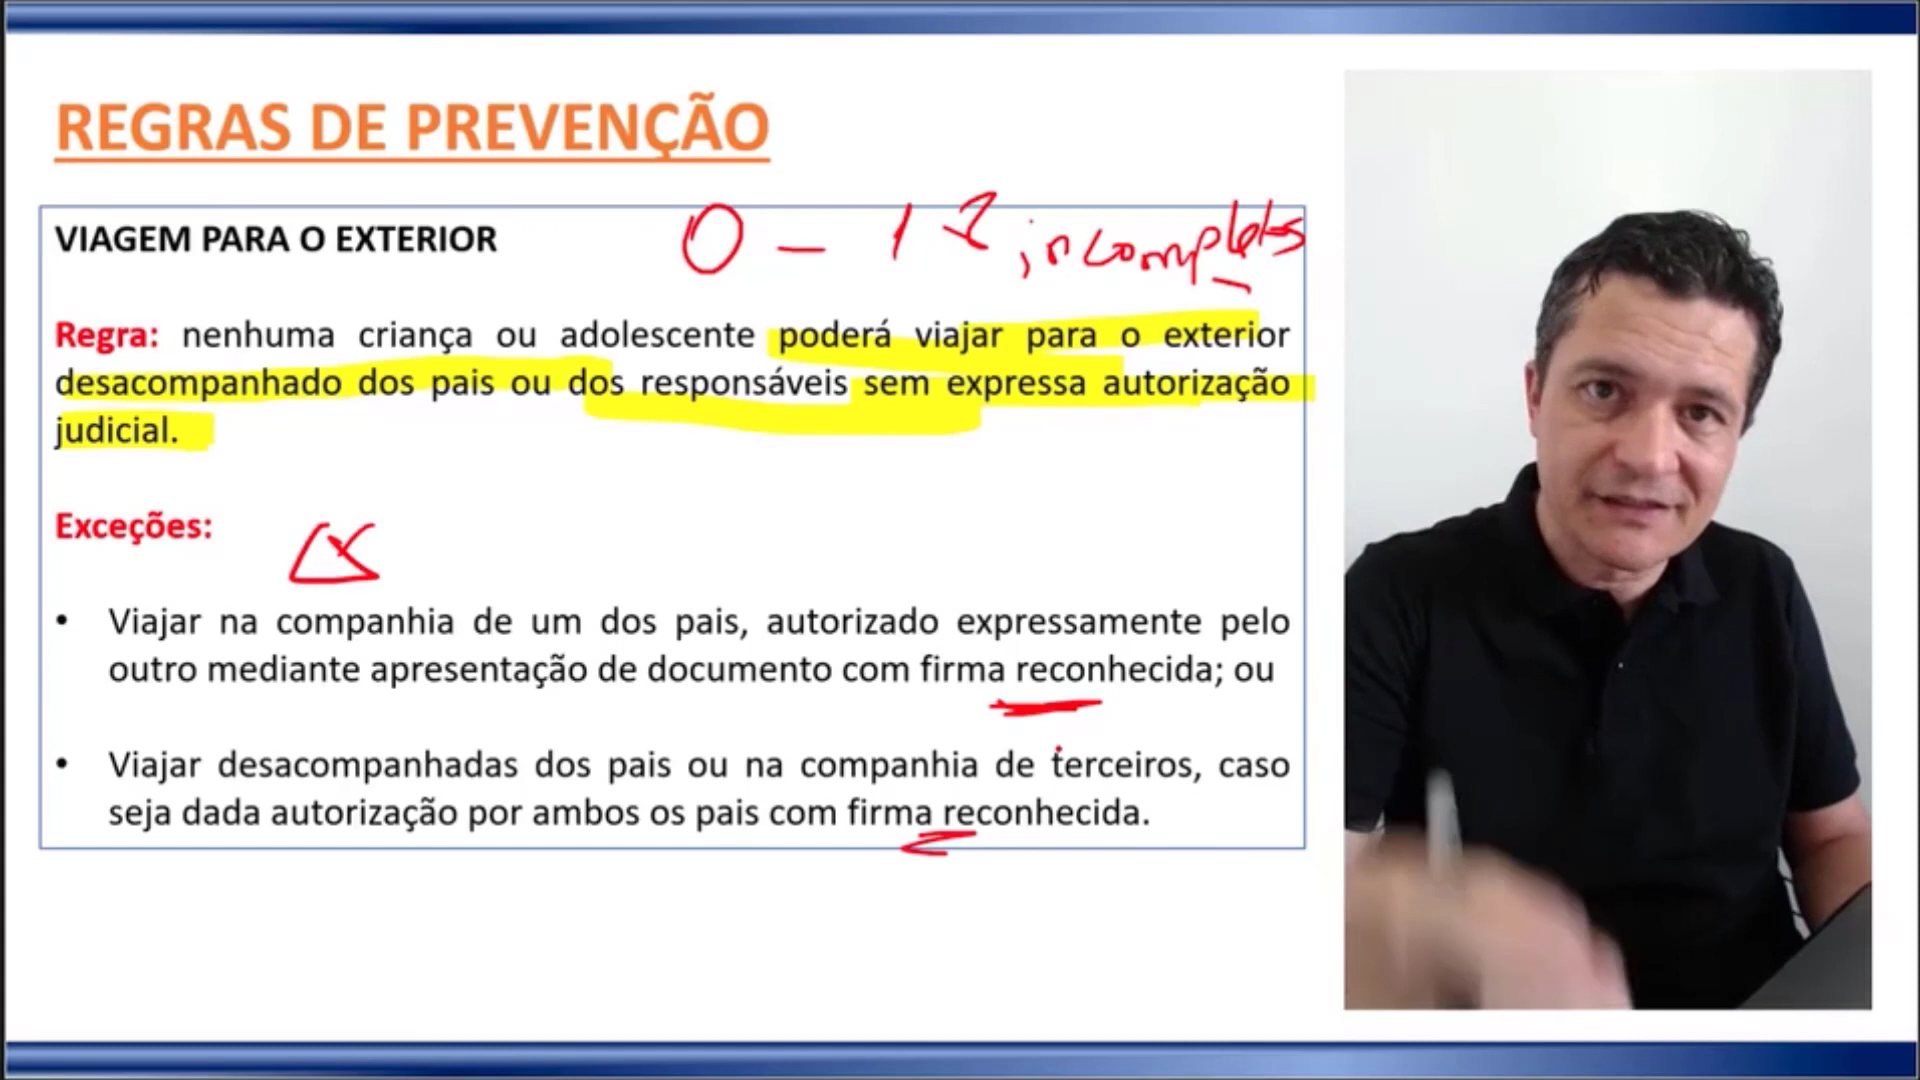 REGRAS DE PREVENÇÃO
VIAGEM PARA O EXTERIOR
0 - 12 incompletos
Regra: nenhuma criança ou adolescente poderá viajar para o exterior
desacompanhado dos pais ou dos responsáveis sem expressa autorização
judicial.
Exceções:
• Viajar na companhia de um dos pais, autorizado expressamente pelo
outro mediante apresentação de documento com firma reconhecida; ou
• Viajar desacompanhadas dos pais ou na companhia de terceiros, caso
seja dada autorização por ambos os pais com firma reconhecida.